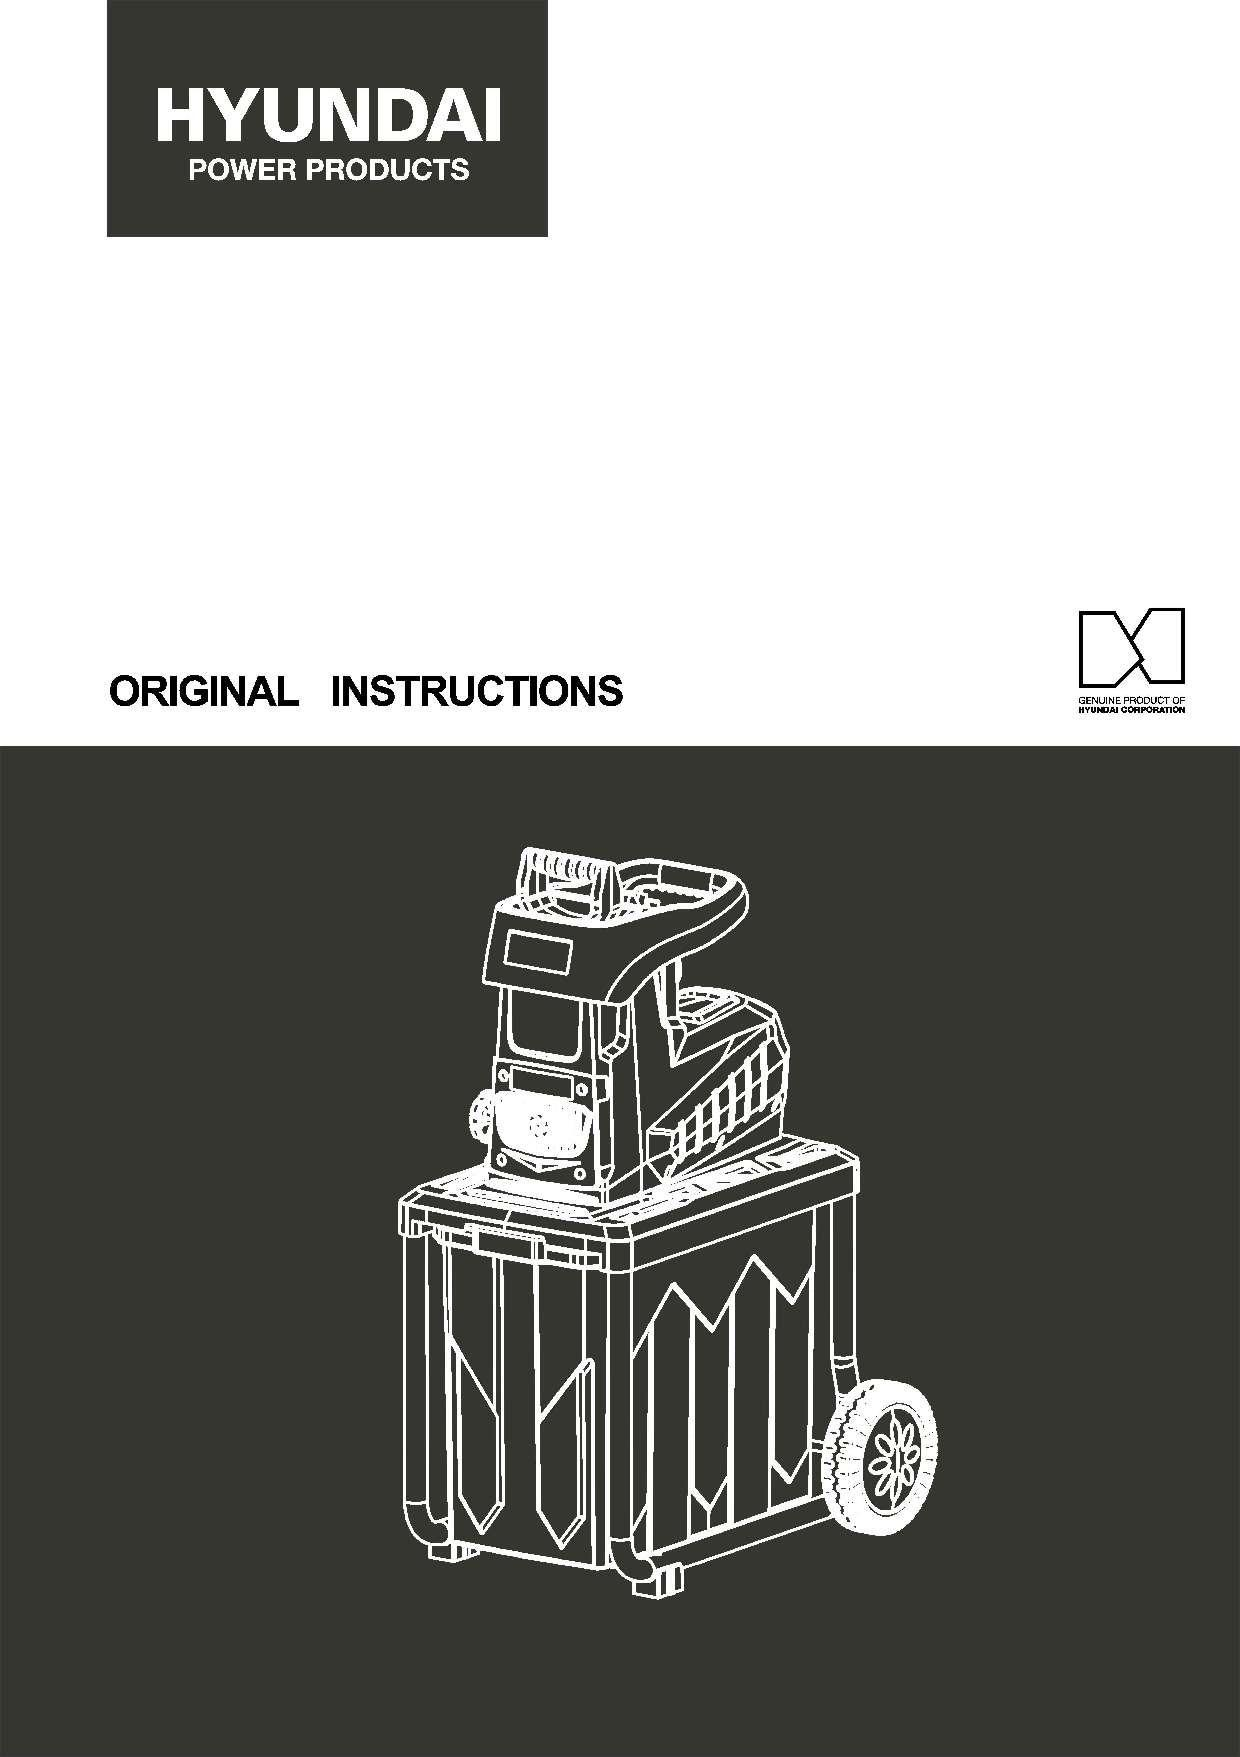 HYUNDAI
POWER PRODUCTS
ORIGINAL INSTRUCTIONS
GENUINE PRODUCT OF
HYUNDAI CORPORATION